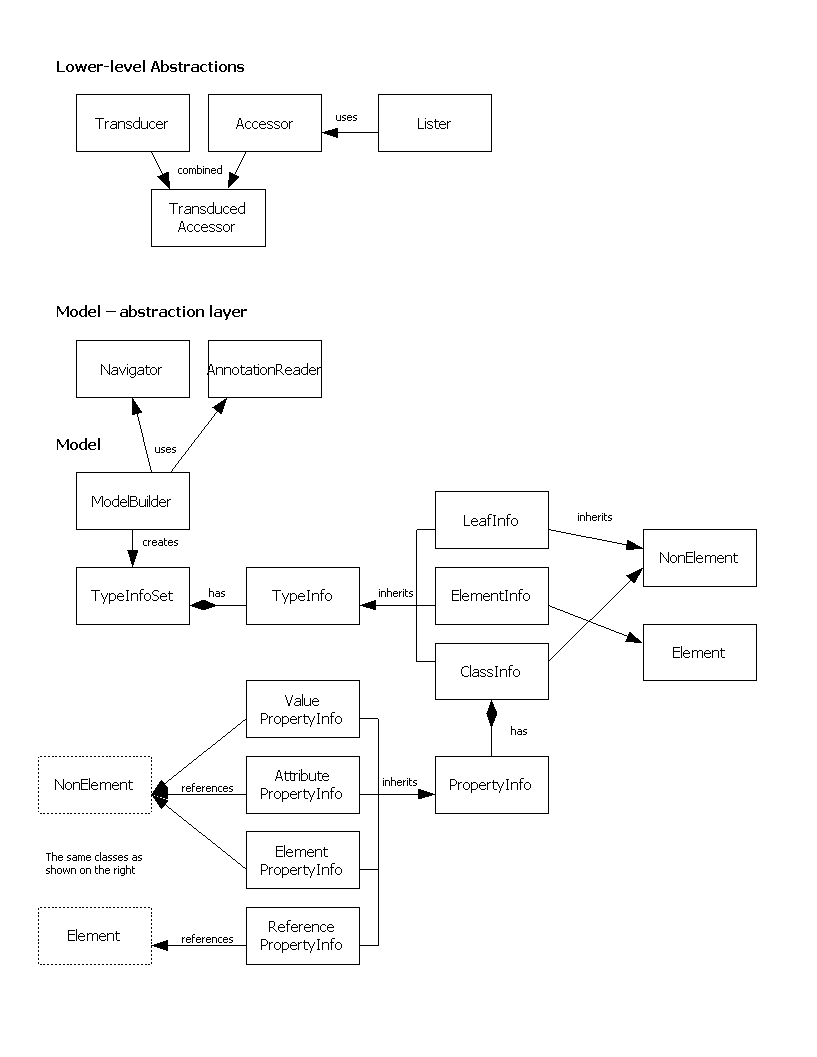 Lower-level Abstractions
Transducer
Accessor
uses
Lister
combined
Transduced
Accessor
Model – abstraction layer
Navigator
AnnotationReader
uses
Model
ModelBuilder
creates
LeafInfo
inherits
NonElement
TypeInfoSet
has
TypeInfo
inherits
ElementInfo
Element
ClassInfo
has
Value
PropertyInfo
NonElement
references
Attribute
PropertyInfo
inherits
PropertyInfo
The same classes as
shown on the right
Element
PropertyInfo
Element
references
Reference
PropertyInfo